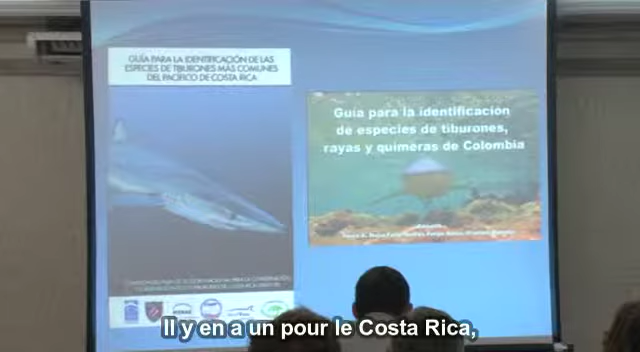 GUÍA PARA LA IDENTIFICACIÓN DE LAS
ESPECIES DE TIBURONES MÁS COMUNES
DEL PACÍFICO DE COSTA RICA
Guía para la identificación
de especies de tiburones,
rayas y quimeras de Colombia
Il y en a un pour le Costa Rica,